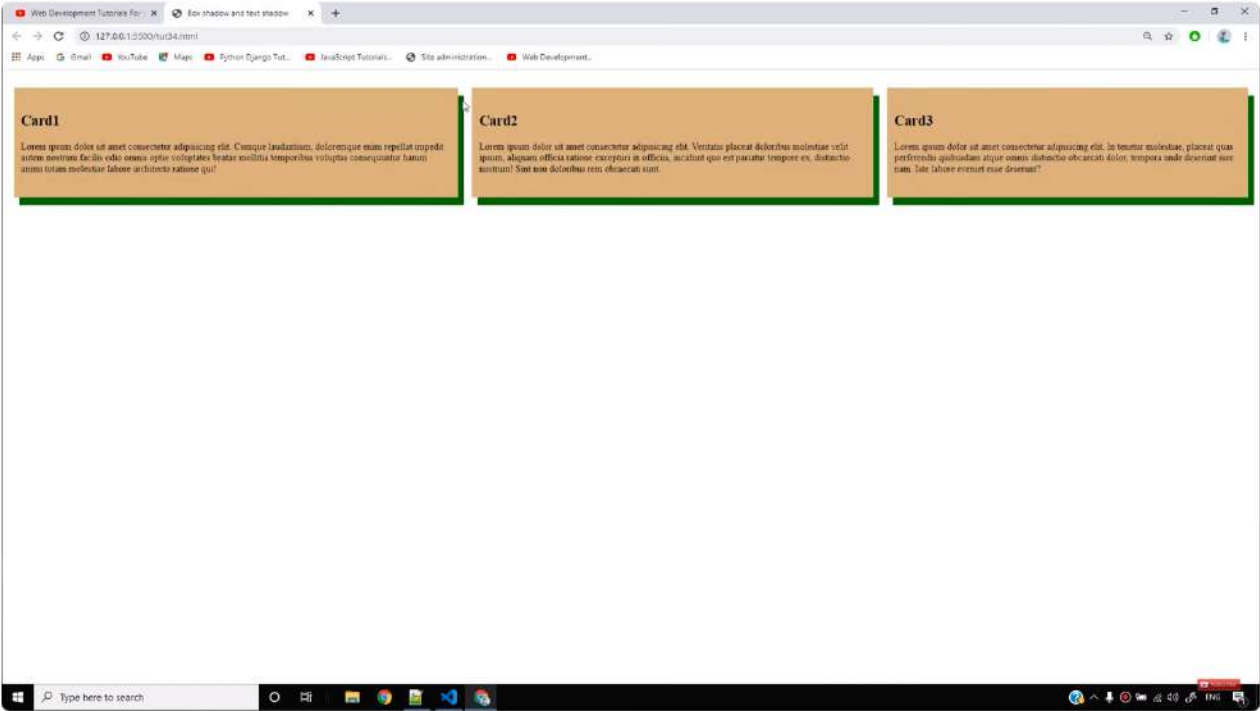 Web Development Tutorials For
Box shadow and text shadow
127.0.0.1:5500/tut34.html
Apps
Gmail
YouTube
Maps
Python Django Tut...
JavaScript Tutorials...
Site administration...
Web Development...
Card1
Lorem ipsum dolor sit amet consectetur adipisicing elit. Cumque laudantium, doloremque enim repellat impedit
autem nostrum facilis odio omnis optio voluptates beatae mollitia temporibus voluptas consequuntur harum
animi totam molestiae labore architecto ratione qui!
Card2
Lorem ipsum dolor sit amet consectetur adipisicing elit. Veritatis placeat doloribus molestiae velit
ipsum, aliquam officia ratione excepturi in officiis, incidunt quo est pariatur tempore ex, distinctio
nostrum! Sint non doloribus rem obcaecati sunt.
Card3
Lorem ipsum dolor sit amet consectetur adipisicing elit. In tenetur molestiae, placeat quas
perferendis quibusdam atque omnis distinctio obcaecati dolor, tempora unde deserunt iure
nam. Iste labore eveniet esse deserunt?
Type here to search
ENG